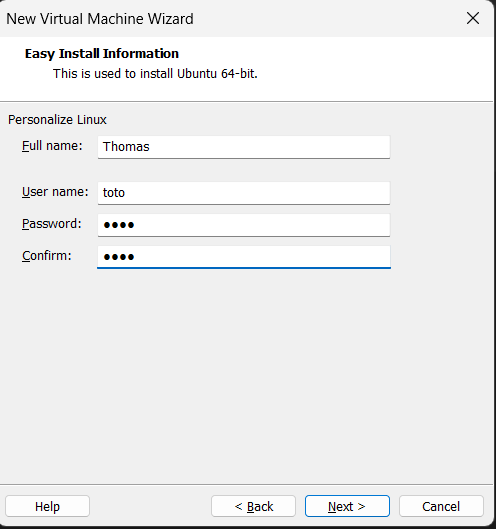 New Virtual Machine Wizard
Easy Install Information
This is used to install Ubuntu 64-bit.
Personalize Linux
Full name: Thomas
User name: toto
Password: ●●●●
Confirm: ●●●●
Help < Back Next > Cancel